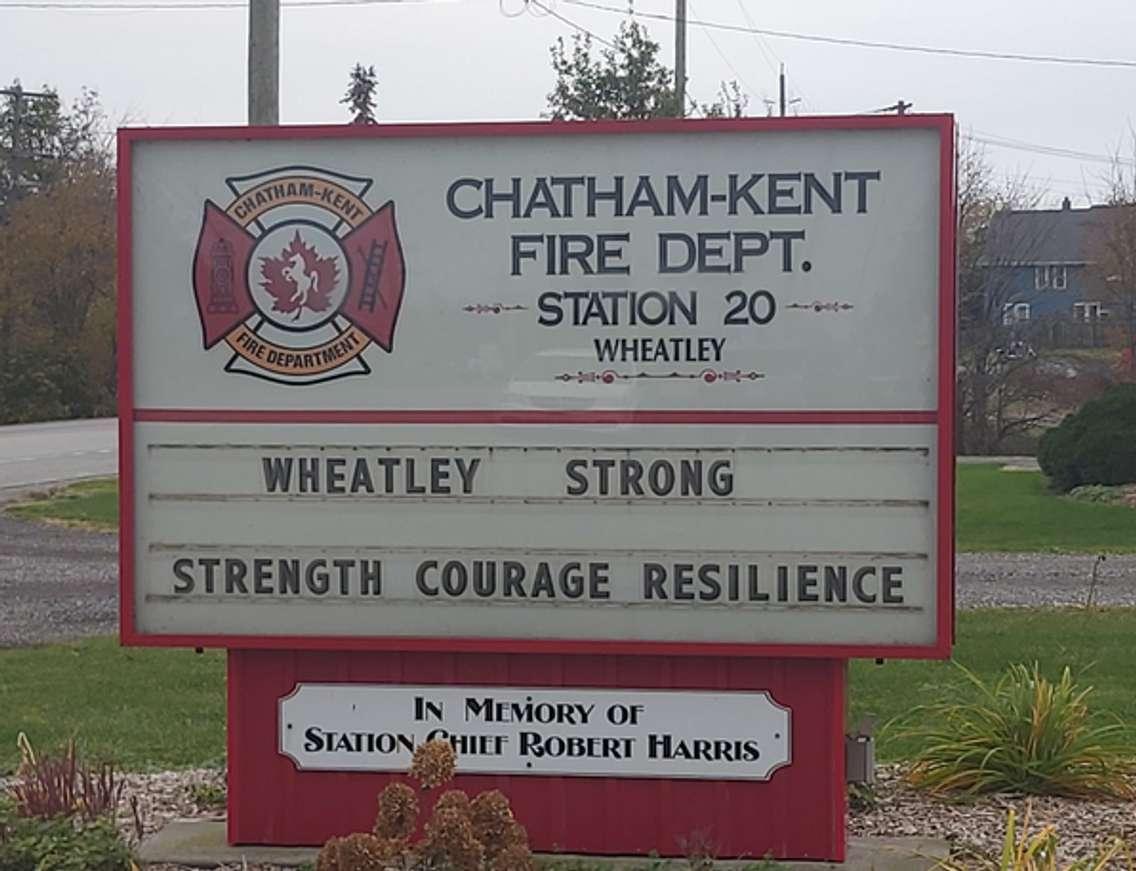 CHATHAM-KENT
FIRE DEPARTMENT
CHATHAM-KENT
FIRE DEPT.
STATION 20
WHEATLEY
WHEATLEY STRONG
STRENGTH COURAGE RESILIENCE
IN MEMORY OF
STATION CHIEF ROBERT HARRIS